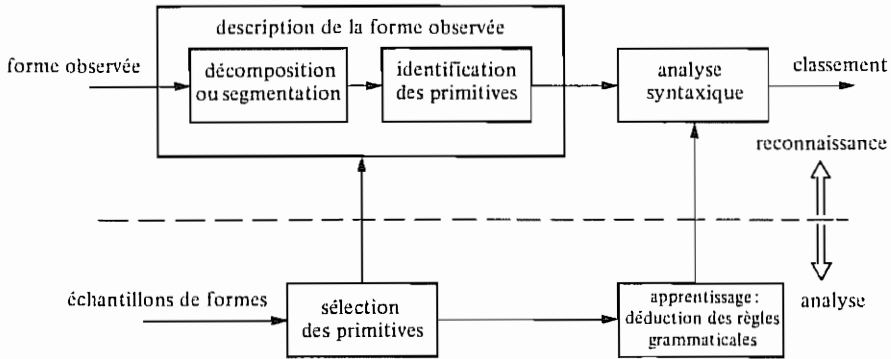 description de la forme observée
forme observée
décomposition
ou segmentation
identification
des primitives
analyse
syntaxique
classement
reconnaissance
échantillons de formes
sélection
des primitives
apprentissage :
déduction des règles
grammaticales
analyse